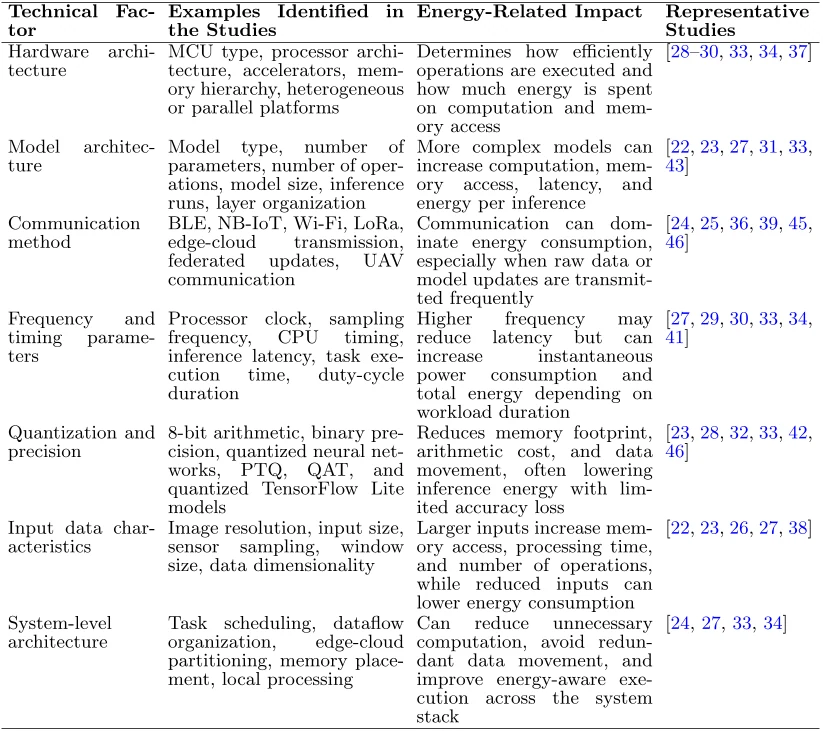 Technical Fac-
tor
Examples Identified in
the Studies
Energy-Related Impact
Representative
Studies
Hardware archi-
tecture
MCU type, processor archi-
tecture, accelerators, mem-
ory hierarchy, heterogeneous
or parallel platforms
Determines how efficiently
operations are executed and
how much energy is spent
on computation and mem-
ory access
[28–30, 33, 34, 37]
Model architec-
ture
Model type, number of
parameters, number of oper-
ations, model size, inference
runs, layer organization
More complex models can
increase computation, mem-
ory access, latency, and
energy per inference
[22, 23, 27, 31, 33,
43]
Communication
method
BLE, NB-IoT, Wi-Fi, LoRa,
edge-cloud transmission,
federated updates, UAV
communication
Communication can dom-
inate energy consumption,
especially when raw data or
model updates are transmit-
ted frequently
[24, 25, 36, 39, 45,
46]
Frequency and
timing parame-
ters
Processor clock, sampling
frequency, CPU timing,
inference latency, task exe-
cution time, duty-cycle
duration
Higher frequency may
reduce latency but can
increase instantaneous
power consumption and
total energy depending on
workload duration
[27, 29, 30, 33, 34,
41]
Quantization and
precision
8-bit arithmetic, binary pre-
cision, quantized neural net-
works, PTQ, QAT, and
quantized TensorFlow Lite
models
Reduces memory footprint,
arithmetic cost, and data
movement, often lowering
inference energy with lim-
ited accuracy loss
[23, 28, 32, 33, 42,
46]
Input data char-
acteristics
Image resolution, input size,
sensor sampling, window
size, data dimensionality
Larger inputs increase mem-
ory access, processing time,
and number of operations,
while reduced inputs can
lower energy consumption
[22, 23, 26, 27, 38]
System-level
architecture
Task scheduling, dataflow
organization, edge-cloud
partitioning, memory place-
ment, local processing
Can reduce unnecessary
computation, avoid redun-
dant data movement, and
improve energy-aware exe-
cution across the system
stack
[24, 27, 33, 34]